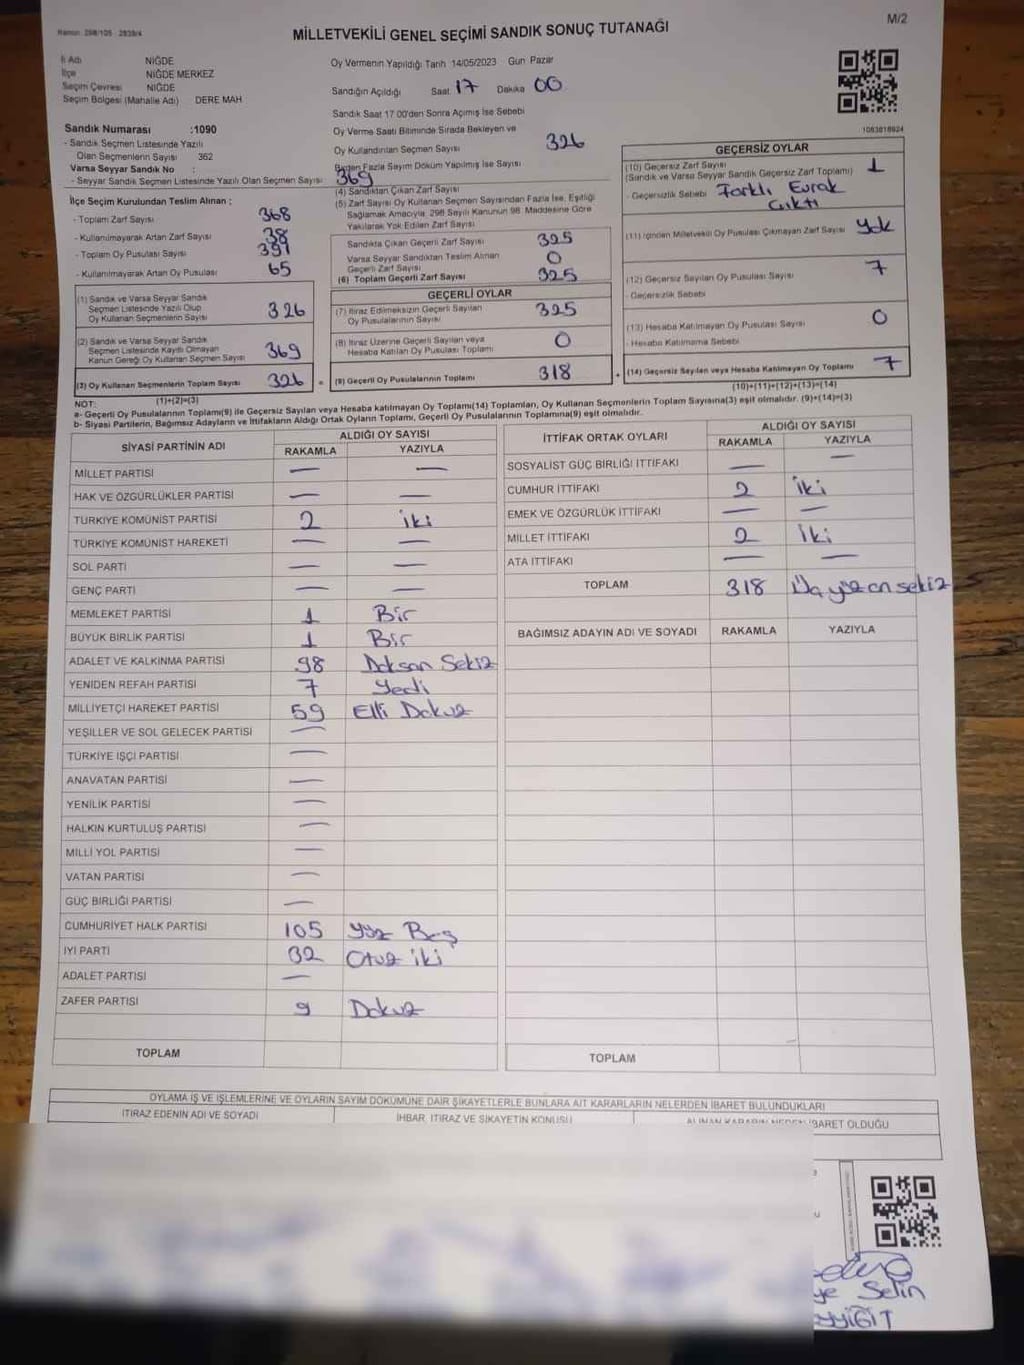 M/2
MİLLETVEKİLİ GENEL SEÇİMİ SANDIK SONUÇ TUTANAĞI
İl Adı NİĞDE
İlçe NİĞDE MERKEZ
Seçim Çevresi NİĞDE
Seçim Bölgesi (Mahalle Adı) DERE MAH
Sandık Numarası :1090
- Sandık Seçmen Listesinde Yazılı
Olan Seçmenlerin Sayısı 362
Varsa Seyyar Sandık No :
- Seyyar Sandık Seçmen Listesinde Yazılı Olan Seçmen Sayısı
İlçe Seçim Kurulundan Teslim Alınan ;
- Toplam Zarf Sayısı 368
- Kullanılmayarak Artan Zarf Sayısı 38
- Toplam Oy Pusulası Sayısı 391
- Kullanılmayarak Artan Oy Pusulası 65
(1) Sandık ve Varsa Seyyar Sandık
Seçmen Listesinde Yazılı Olup
Oy Kullanan Seçmenlerin Sayısı 326
(2) Sandık ve Varsa Seyyar Sandık
Seçmen Listesinde Kayıtlı Olmayan
Kanun Gereği Oy Kullanan Seçmen Sayısı 369
(3) Oy Kullanan Seçmenlerin Toplam Sayısı 326
(1)+(2)=(3)
Oy Vermenin Yapıldığı Tarih 14/05/2023 Gün Pazar
Sandığın Açıldığı Saat 17 Dakika 00
Sandık Saat 17.00'den Sonra Açılmış İse Sebebi
Oy Verme Saati Bitiminde Sırada Bekleyen ve
Oy Kullandırılan Seçmen Sayısı 326
Birden Fazla Sayım Döküm Yapılmış İse Sayısı
369
(4) Sandıktan Çıkan Zarf Sayısı
(5) Zarf Sayısı Oy Kullanan Seçmen Sayısından Fazla İse, Eşitliği
Sağlamak Amacıyla, 298 Sayılı Kanunun 98. Maddesine Göre
Yakılarak Yok Edilen Zarf Sayısı
Sandıkta Çıkan Geçerli Zarf Sayısı 325
Varsa Seyyar Sandıktan Teslim Alınan
Geçerli Zarf Sayısı 0
(6) Toplam Geçerli Zarf Sayısı 325
GEÇERLİ OYLAR
(7) İtiraz Edilmeksizin Geçerli Sayılan
Oy Pusulalarının Sayısı 325
(8) İtiraz Üzerine Geçerli Sayılan veya
Hesaba Katılan Oy Pusulası Toplamı 0
= (9) Geçerli Oy Pusulalarının Toplamı 318
1083818924
GEÇERSİZ OYLAR
(10) Geçersiz Zarf Sayısı 1
(Sandık ve Varsa Seyyar Sandık Geçersiz Zarf Toplamı)
- Geçersizlik Sebebi Farklı Evrak
Çıktı
(11) İçinden Milletvekili Oy Pusulası Çıkmayan Zarf Sayısı Yok
(12) Geçersiz Sayılan Oy Pusulası Sayısı 7
- Geçersizlik Sebebi
(13) Hesaba Katılmayan Oy Pusulası Sayısı 0
- Hesaba Katılmama Sebebi
+ (14) Geçersiz Sayılan veya Hesaba Katılmayan Oy Toplamı 7
(10)+(11)+(12)+(13)=(14)
NOT:
a- Geçerli Oy Pusulalarının Toplamı(9) ile Geçersiz Sayılan veya Hesaba katılmayan Oy Toplamı(14) Toplamları, Oy Kullanan Seçmenlerin Toplam Sayısına(3) eşit olmalıdır. (9)+(14)=(3)
b- Siyasi Partilerin, Bağımsız Adayların ve İttifakların Aldığı Ortak Oyların Toplamı, Geçerli Oy Pusulalarının Toplamına(9) eşit olmalıdır.
SİYASİ PARTİNİN ADI ALDIĞI OY SAYISI
RAKAMLA YAZIYLA
MİLLET PARTİSİ — —
HAK VE ÖZGÜRLÜKLER PARTİSİ — —
TÜRKİYE KOMÜNİST PARTİSİ 2 iki
TÜRKİYE KOMÜNİST HAREKETİ — —
SOL PARTİ — —
GENÇ PARTİ — —
MEMLEKET PARTİSİ 1 Bir
BÜYÜK BİRLİK PARTİSİ 1 Bir
ADALET VE KALKINMA PARTİSİ 98 Doksan Sekiz
YENİDEN REFAH PARTİSİ 7 Yedi
MİLLİYETÇİ HAREKET PARTİSİ 59 Elli Dokuz
YEŞİLLER VE SOL GELECEK PARTİSİ —
TÜRKİYE İŞÇİ PARTİSİ —
ANAVATAN PARTİSİ —
YENİLİK PARTİSİ —
HALKIN KURTULUŞ PARTİSİ —
MİLLİ YOL PARTİSİ —
VATAN PARTİSİ —
GÜÇ BİRLİĞİ PARTİSİ —
CUMHURİYET HALK PARTİSİ 105 Yüz Beş
İYİ PARTİ 32 Otuz iki
ADALET PARTİSİ —
ZAFER PARTİSİ 9 Dokuz
TOPLAM
İTTİFAK ORTAK OYLARI ALDIĞI OY SAYISI
RAKAMLA YAZIYLA
SOSYALİST GÜÇ BİRLİĞİ İTTİFAKI — —
CUMHUR İTTİFAKI 2 iki
EMEK VE ÖZGÜRLÜK İTTİFAKI — —
MİLLET İTTİFAKI 2 İki
ATA İTTİFAKI — —
TOPLAM 318 Üçyüzonsekiz
BAĞIMSIZ ADAYIN ADI VE SOYADI RAKAMLA YAZIYLA
TOPLAM
OYLAMA İŞ VE İŞLEMLERİNE VE OYLARIN SAYIM DÖKÜMÜNE DAİR ŞİKAYETLERLE BUNLARA AİT KARARLARIN NELERDEN İBARET BULUNDUKLARI
İTİRAZ EDENİN ADI VE SOYADI İHBAR, İTİRAZ VE ŞİKAYETİN KONUSU ALINAN KARARIN NEDEN İBARET OLDUĞU
Selin